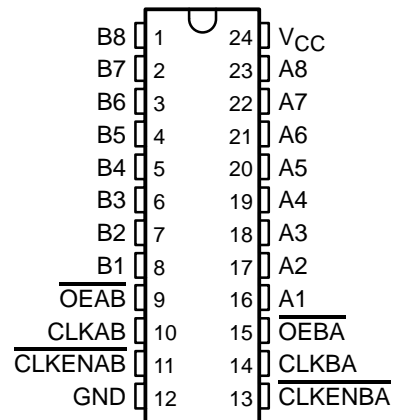 B8 1 24 VCC
B7 2 23 A8
B6 3 22 A7
B5 4 21 A6
B4 5 20 A5
B3 6 19 A4
B2 7 18 A3
B1 8 17 A2
OEAB 9 16 A1
CLKAB 10 15 OEBA
CLKENAB 11 14 CLKBA
GND 12 13 CLKENBA